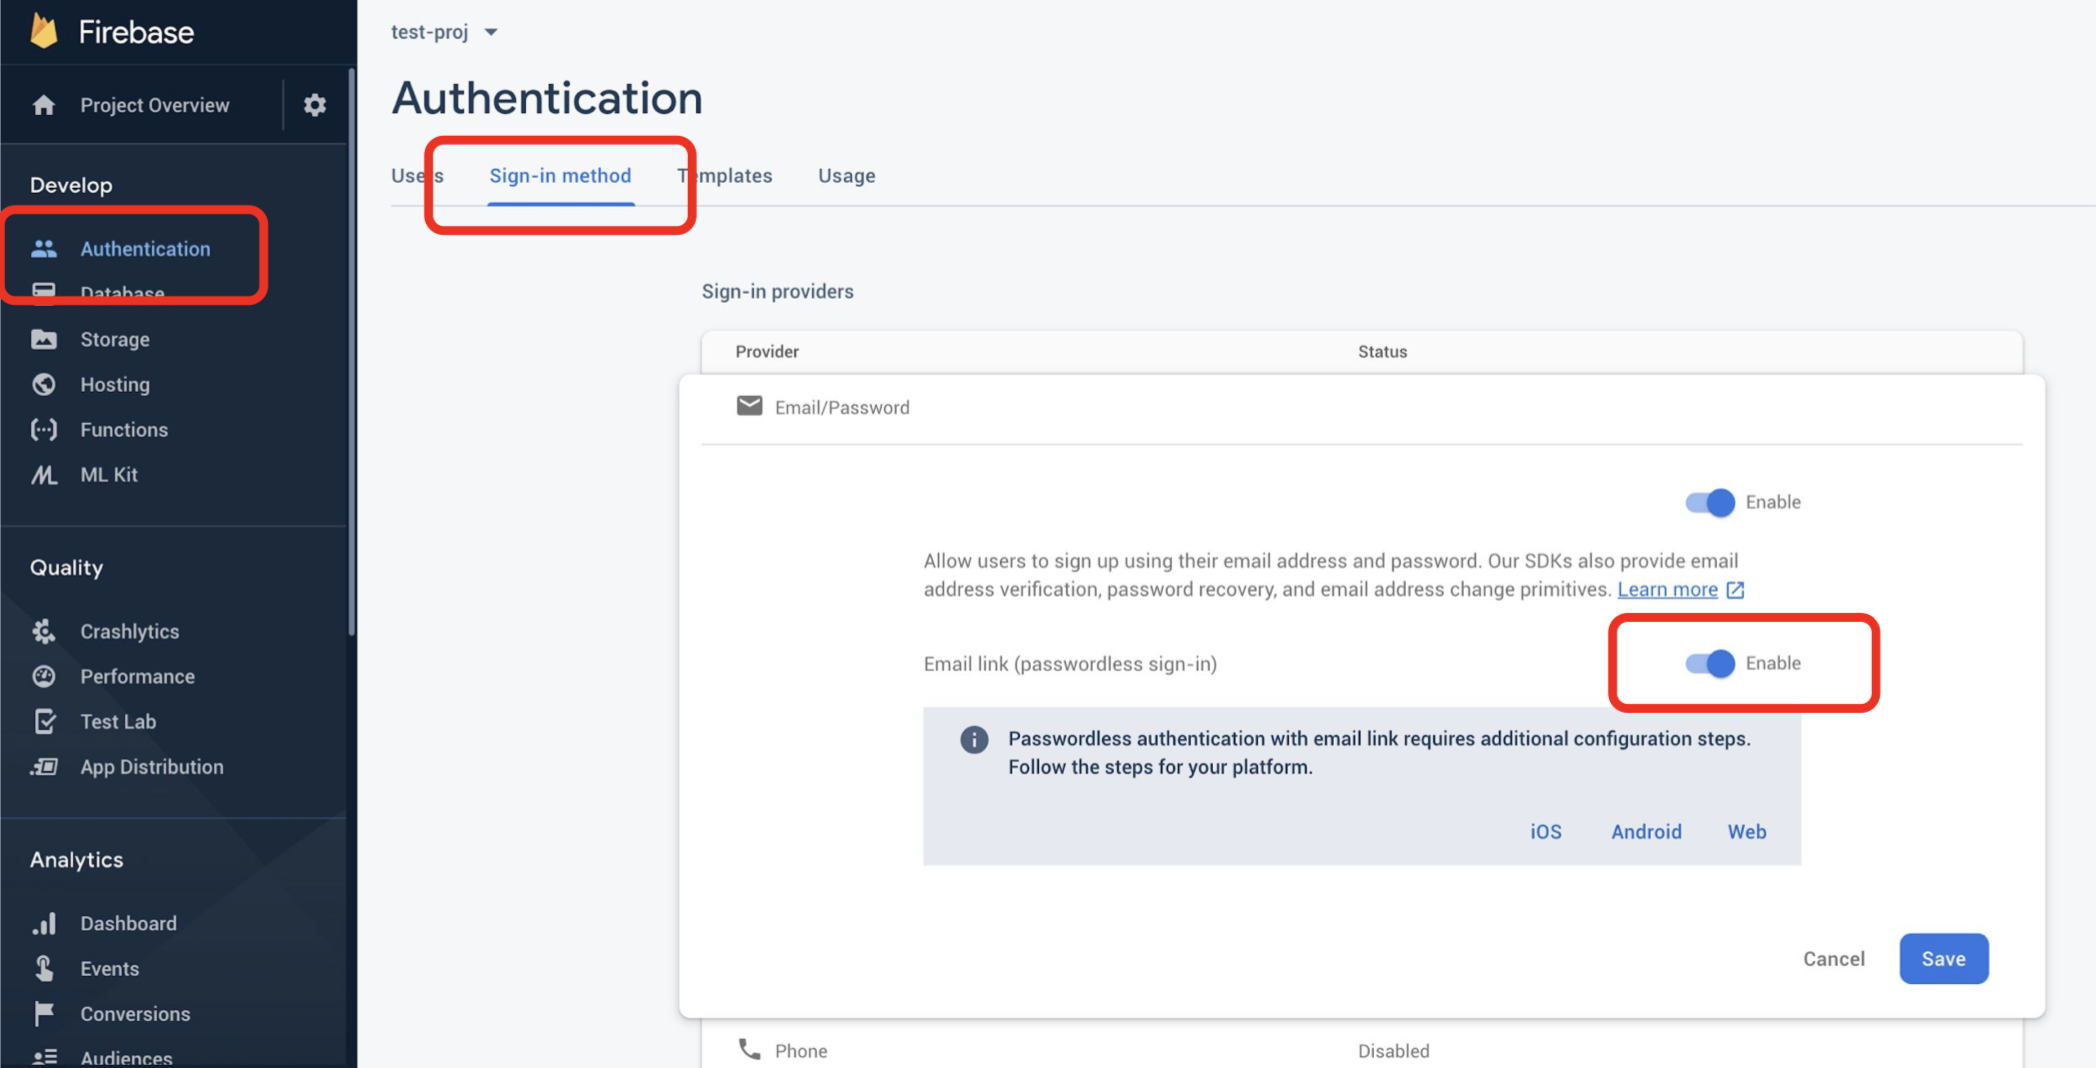 Firebase
Project Overview
Develop
Authentication
Database
Storage
Hosting
Functions
ML Kit
Quality
Crashlytics
Performance
Test Lab
App Distribution
Analytics
Dashboard
Events
Conversions
Audiences
test-proj
Authentication
Users Sign-in method Templates Usage
Sign-in providers
Provider Status
Email/Password
Enable
Allow users to sign up using their email address and password. Our SDKs also provide email
address verification, password recovery, and email address change primitives. Learn more
Email link (passwordless sign-in) Enable
Passwordless authentication with email link requires additional configuration steps.
Follow the steps for your platform.
iOS Android Web
Cancel Save
Phone Disabled